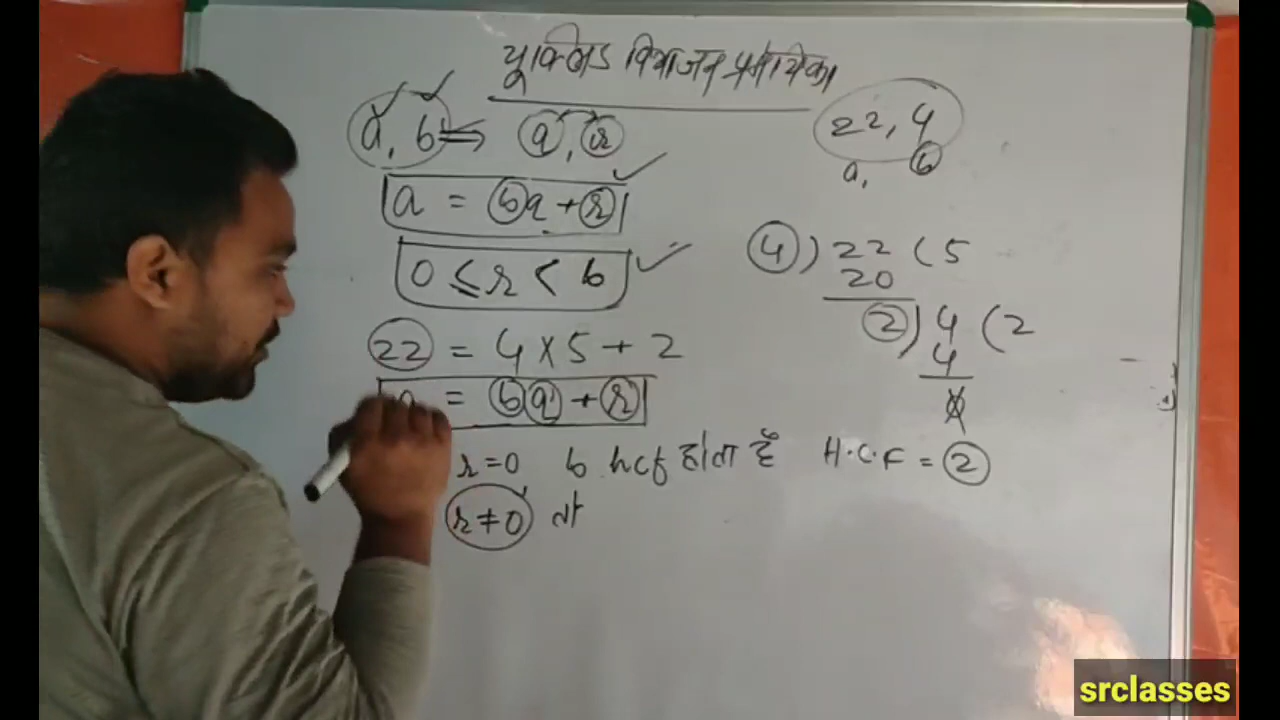 यूक्लिड विभाजन प्रमेयिका
a, b ⇒ q, r
a = bq + r
0 ≤ r < b
22 = 4 × 5 + 2
a = bq + r
r = 0 b hcf होता हैं
r ≠ 0 तो
22, 4
a, b
4 ) 22 ( 5
20
2 ) 4 ( 2
4
H.C.F = 2
srclasses